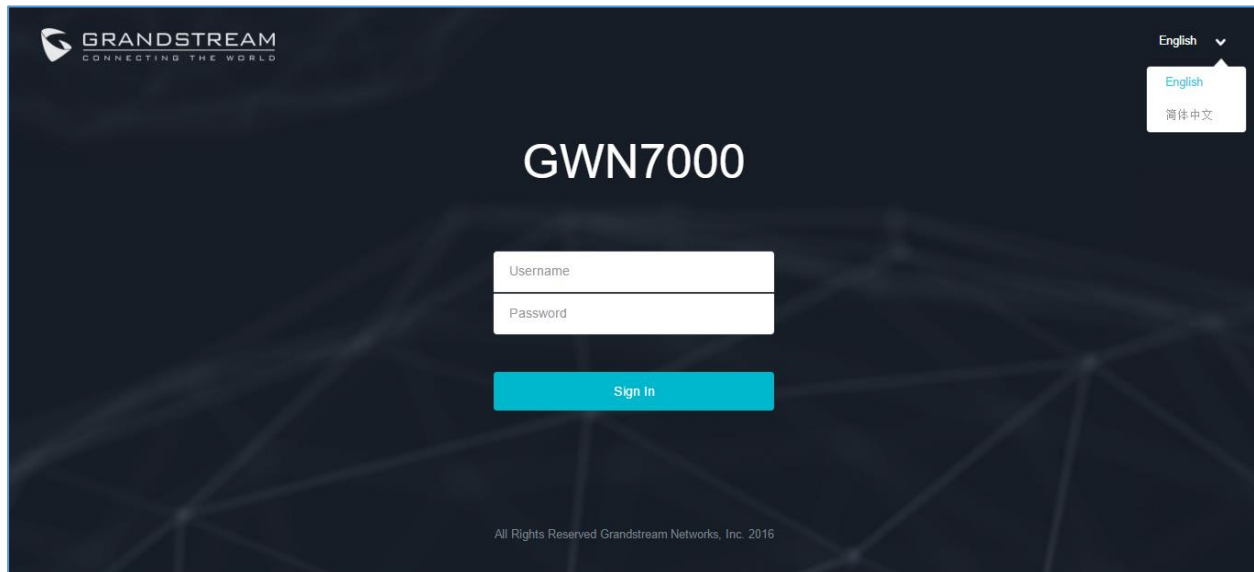 GRANDSTREAM
CONNECTING THE WORLD
English
English
简体中文
GWN7000
Username
Password
Sign In
All Rights Reserved Grandstream Networks, Inc. 2016